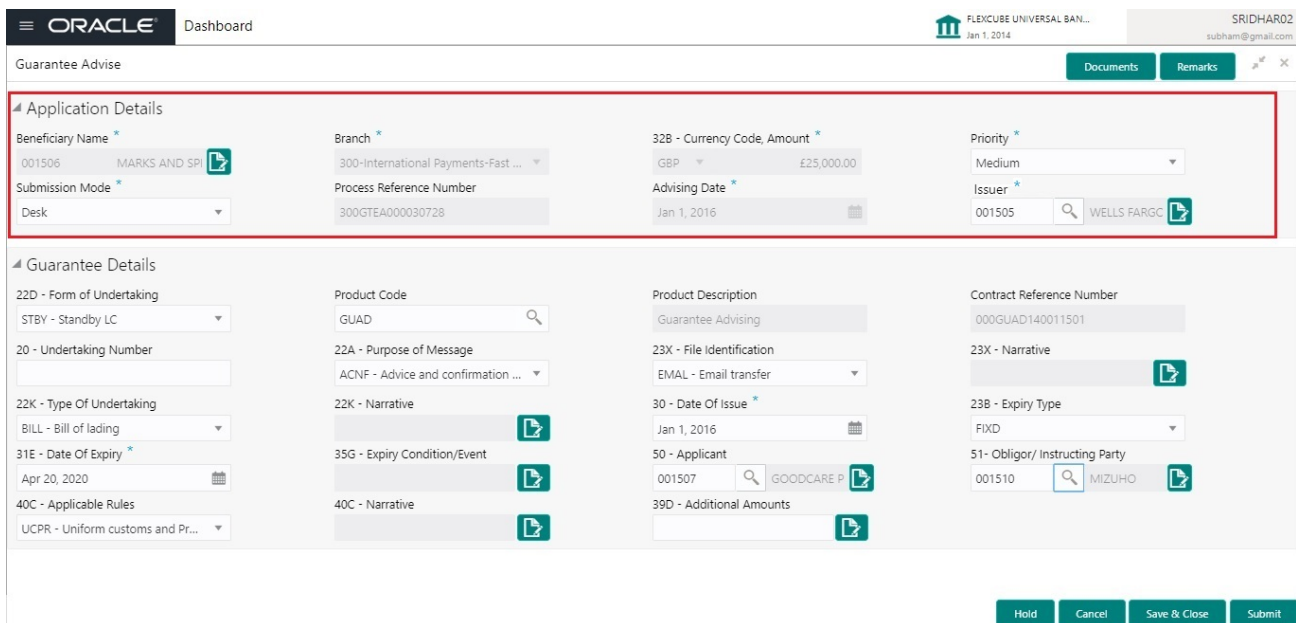 ORACLE Dashboard FLEXCUBE UNIVERSAL BAN... SRIDHAR02
Jan 1, 2014 subham@gmail.com
Guarantee Advise Documents Remarks
Application Details
Beneficiary Name * Branch * 32B - Currency Code, Amount * Priority *
001506 MARKS AND SPI 300-International Payments-Fast ... GBP £25,000.00 Medium
Submission Mode * Process Reference Number Advising Date * Issuer *
Desk 300GTEA000030728 Jan 1, 2016 001505 WELLS FARGC
Guarantee Details
22D - Form of Undertaking Product Code Product Description Contract Reference Number
STBY - Standby LC GUAD Guarantee Advising 000GUAD140011501
20 - Undertaking Number 22A - Purpose of Message 23X - File Identification 23X - Narrative
ACNF - Advice and confirmation ... EMAL - Email transfer
22K - Type Of Undertaking 22K - Narrative 30 - Date Of Issue * 23B - Expiry Type
BILL - Bill of lading Jan 1, 2016 FIXD
31E - Date Of Expiry * 35G - Expiry Condition/Event 50 - Applicant 51- Obligor/ Instructing Party
Apr 20, 2020 001507 GOODCARE P 001510 MIZUHO
40C - Applicable Rules 40C - Narrative 39D - Additional Amounts
UCPR - Uniform customs and Pr...
Hold Cancel Save & Close Submit